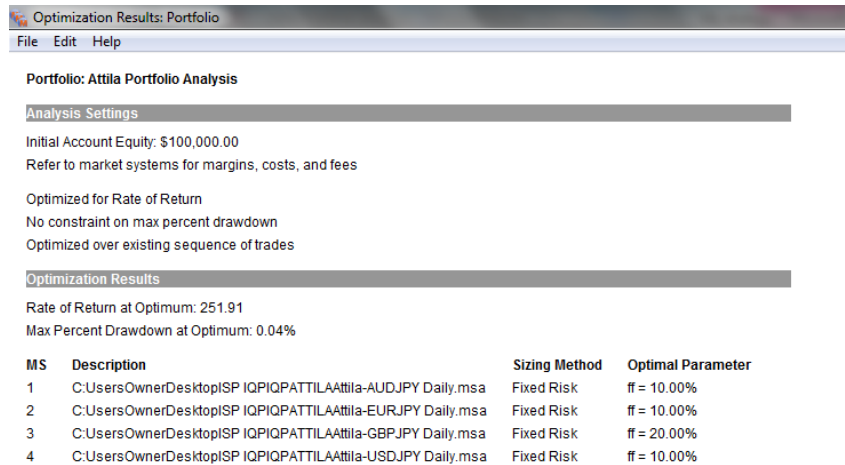 Optimization Results: Portfolio
File Edit Help
Portfolio: Attila Portfolio Analysis
Analysis Settings
Initial Account Equity: $100,000.00
Refer to market systems for margins, costs, and fees
Optimized for Rate of Return
No constraint on max percent drawdown
Optimized over existing sequence of trades
Optimization Results
Rate of Return at Optimum: 251.91
Max Percent Drawdown at Optimum: 0.04%
MS Description Sizing Method Optimal Parameter
1 C:UsersOwnerDesktopISP IQPIQPATTILAAttila-AUDJPY Daily.msa Fixed Risk ff = 10.00%
2 C:UsersOwnerDesktopISP IQPIQPATTILAAttila-EURJPY Daily.msa Fixed Risk ff = 10.00%
3 C:UsersOwnerDesktopISP IQPIQPATTILAAttila-GBPJPY Daily.msa Fixed Risk ff = 20.00%
4 C:UsersOwnerDesktopISP IQPIQPATTILAAttila-USDJPY Daily.msa Fixed Risk ff = 10.00%